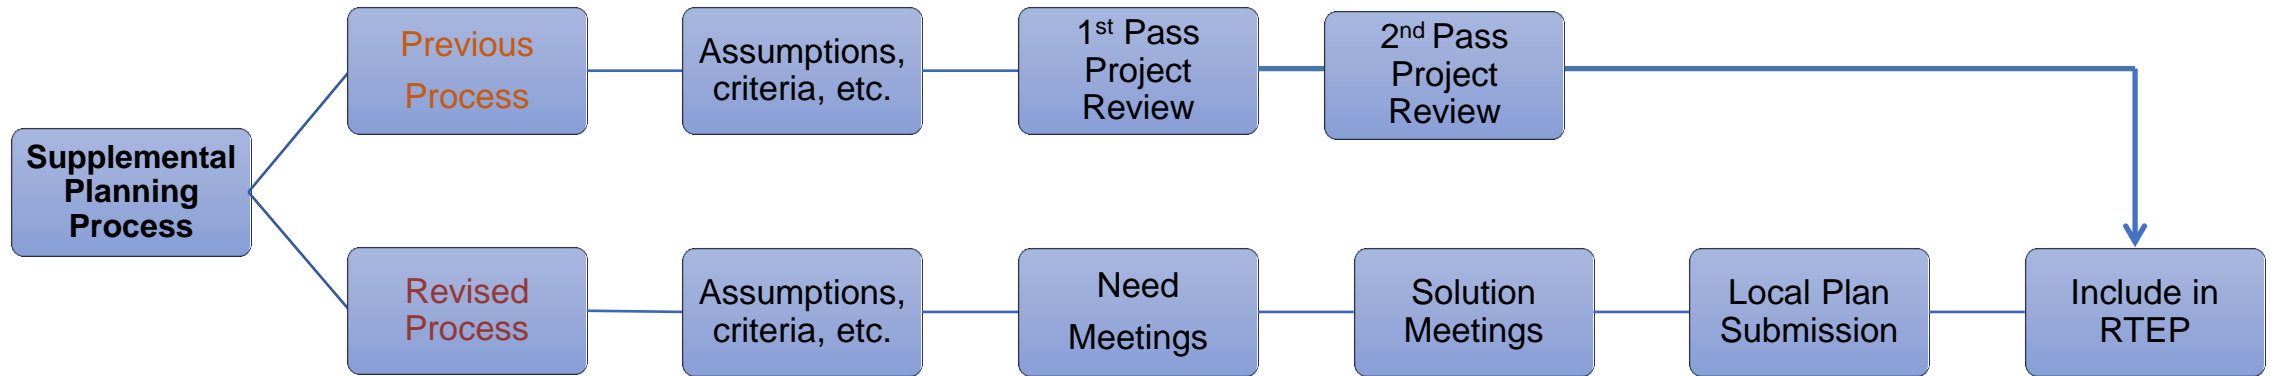 Previous
Process
Assumptions,
criteria, etc.
1st Pass
Project
Review
2nd Pass
Project
Review
Supplemental
Planning
Process
Revised
Process
Assumptions,
criteria, etc.
Need
Meetings
Solution
Meetings
Local Plan
Submission
Include in
RTEP